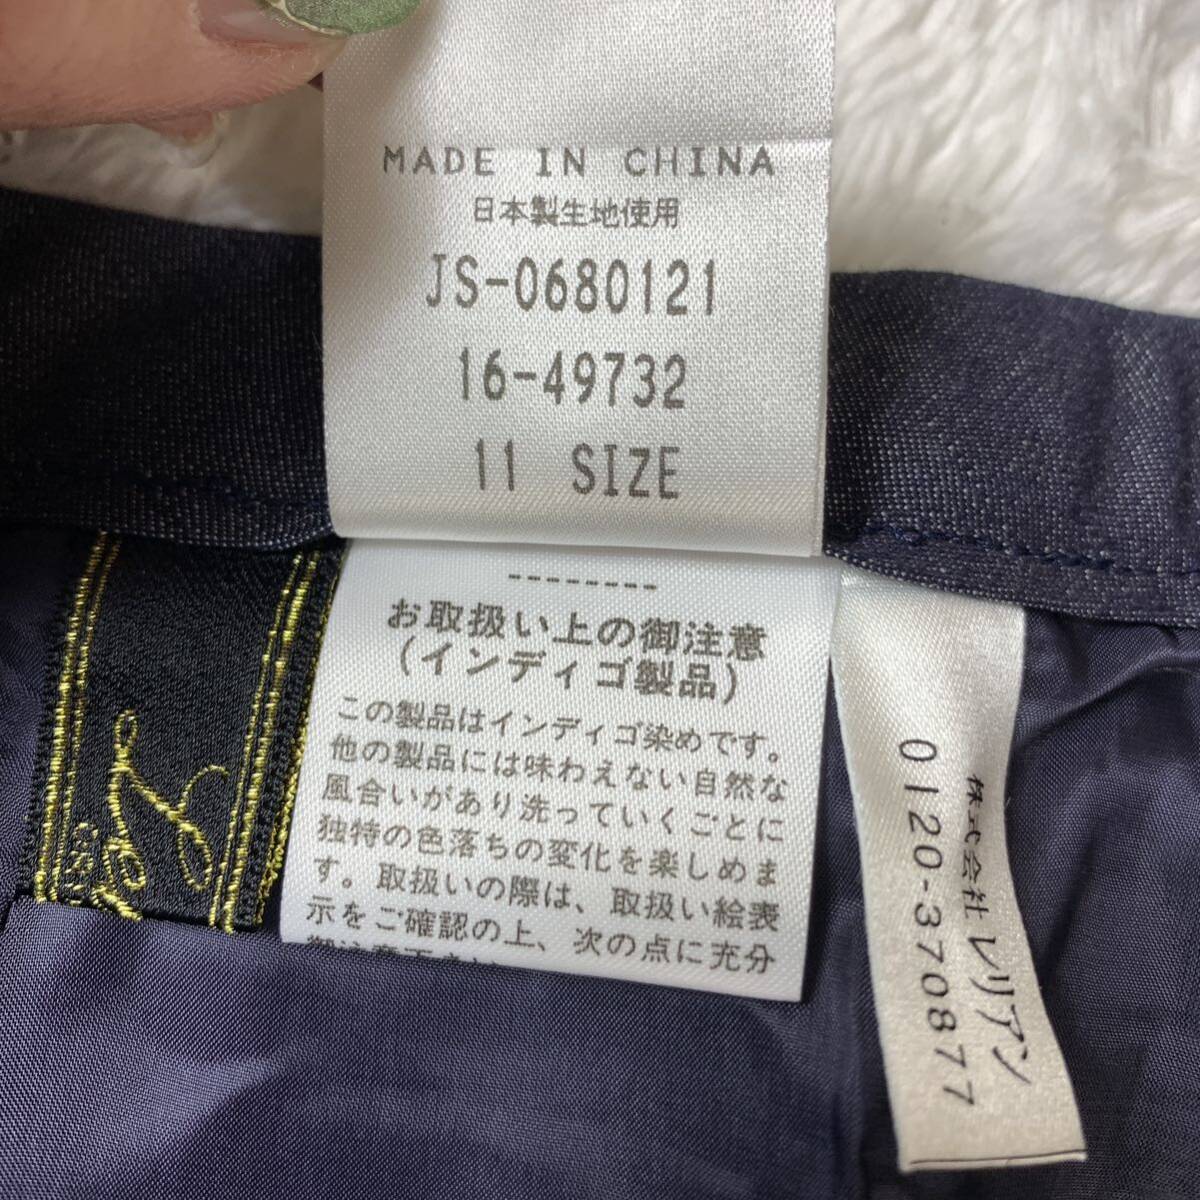 MADE IN CHINA
日本製生地使用
JS-0680121
16-49732
11 SIZE
--------
お取扱い上の御注意
(インディゴ製品)
この製品はインディゴ染めです。
他の製品には味わえない自然な
風合いがあり洗っていくごとに
独特の色落ちの変化を楽しめま
す。取扱いの際は、取扱い絵表
示をご確認の上、次の点に充分
株式会社 レリアン
0120-370877